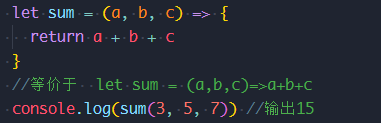 let sum = (a, b, c) => {
  return a + b + c
}
//等价于  let sum = (a,b,c)=>a+b+c
console.log(sum(3, 5, 7)) //输出15